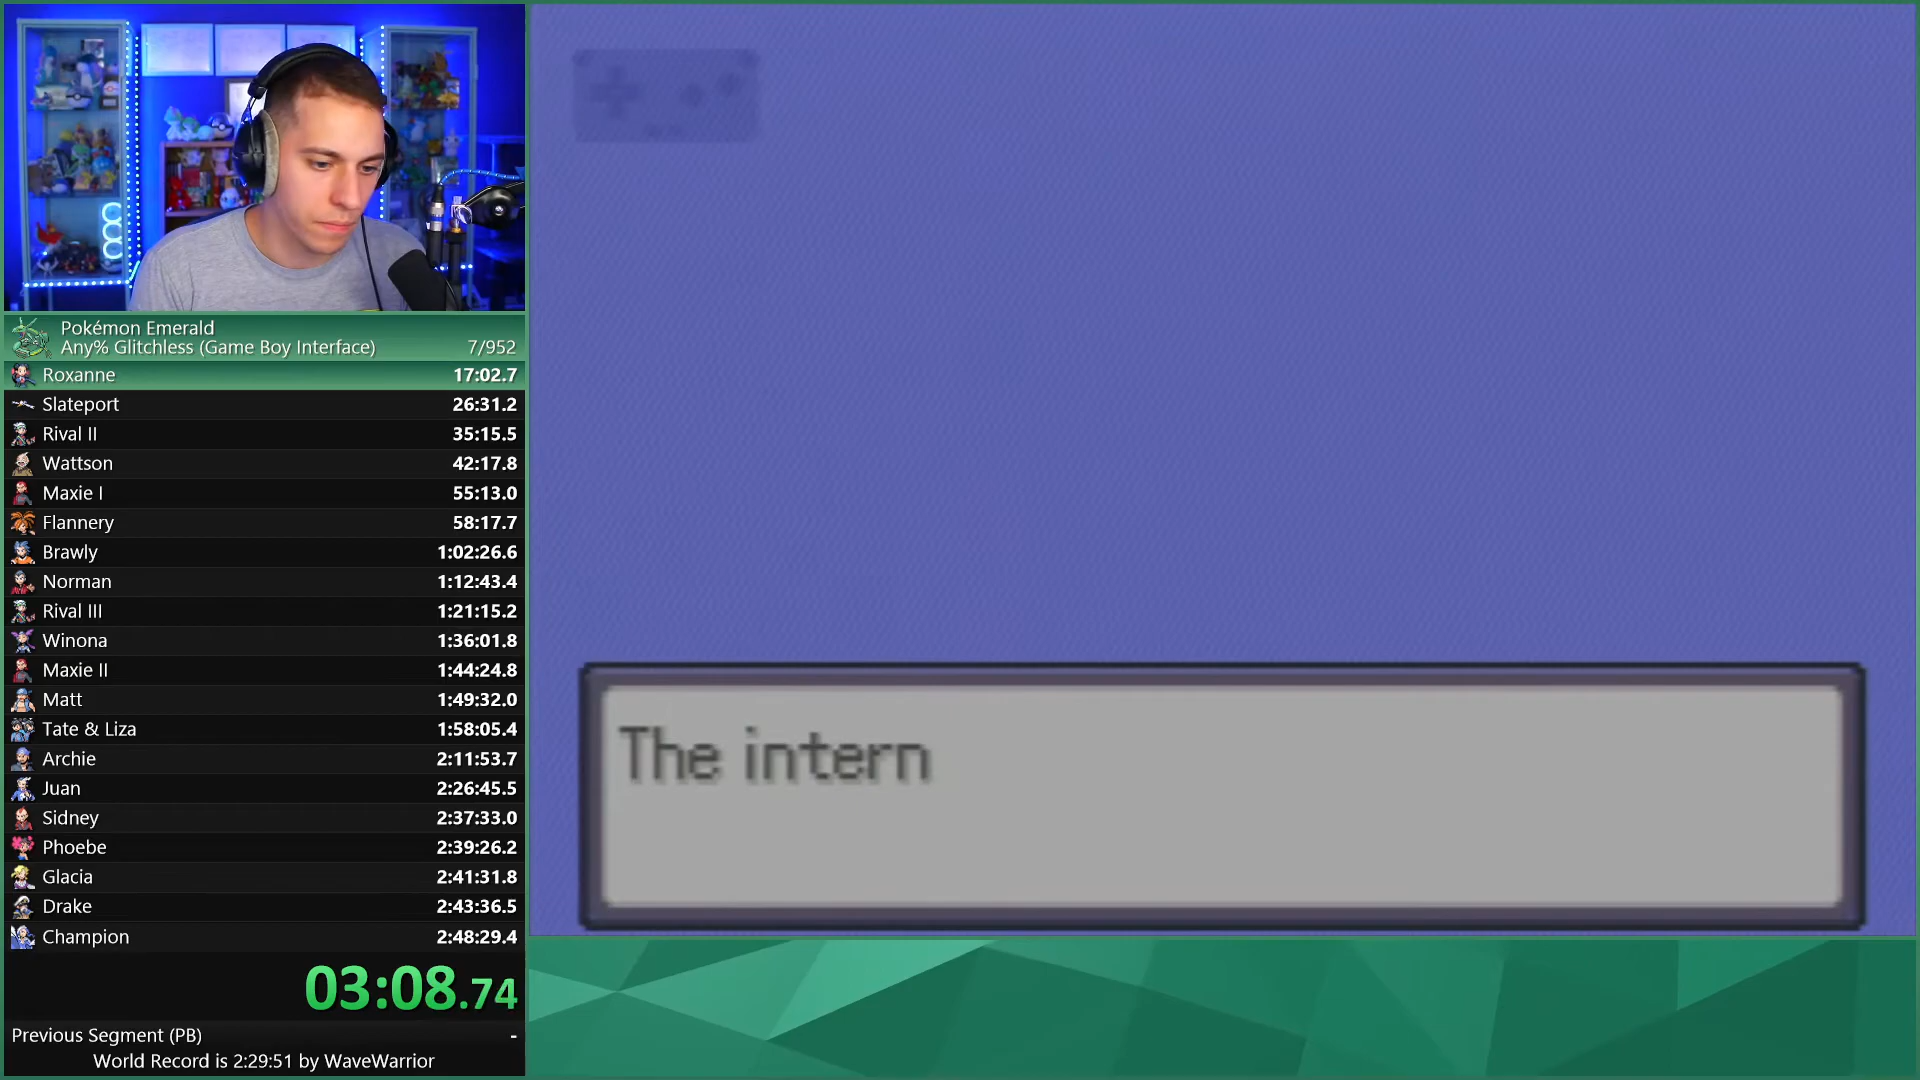 Pokémon Emerald
Any% Glitchless (Game Boy Interface) 7/952
Roxanne 17:02.7
Slateport 26:31.2
Rival II 35:15.5
Wattson 42:17.8
Maxie I 55:13.0
Flannery 58:17.7
Brawly 1:02:26.6
Norman 1:12:43.4
Rival III 1:21:15.2
Winona 1:36:01.8
Maxie II 1:44:24.8
Matt 1:49:32.0
Tate & Liza 1:58:05.4
Archie 2:11:53.7
Juan 2:26:45.5
Sidney 2:37:33.0
Phoebe 2:39:26.2
Glacia 2:41:31.8
Drake 2:43:36.5
Champion 2:48:29.4
03:08.74
Previous Segment (PB) -
World Record is 2:29:51 by WaveWarrior
The intern